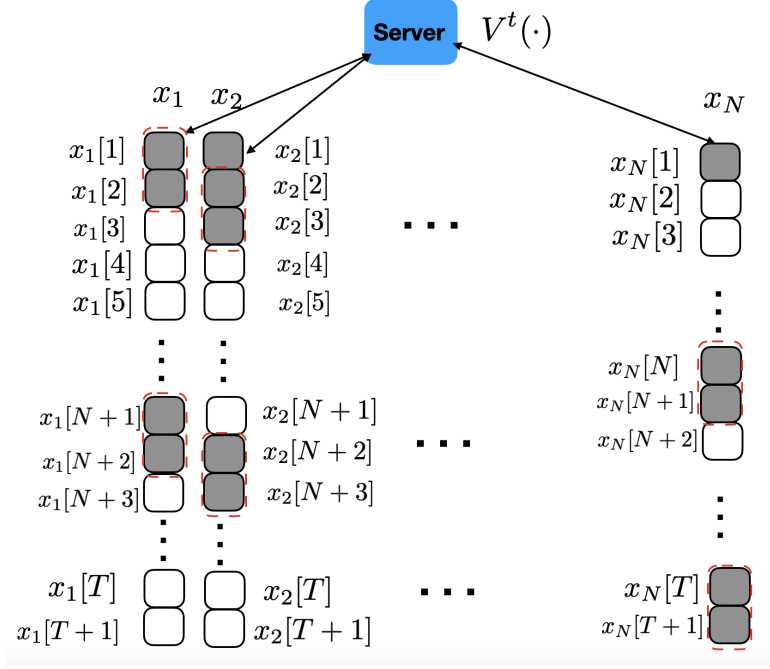 Server V^t(·)
x_1 x_2 x_N
x_1[1] x_2[1] x_N[1]
x_1[2] x_2[2] x_N[2]
x_1[3] x_2[3] x_N[3]
x_1[4] x_2[4]
x_1[5] x_2[5]
x_N[N]
x_1[N+1] x_2[N+1] x_N[N+1]
x_1[N+2] x_2[N+2] x_N[N+2]
x_1[N+3] x_2[N+3]
x_1[T] x_2[T] x_N[T]
x_1[T+1] x_2[T+1] x_N[T+1]